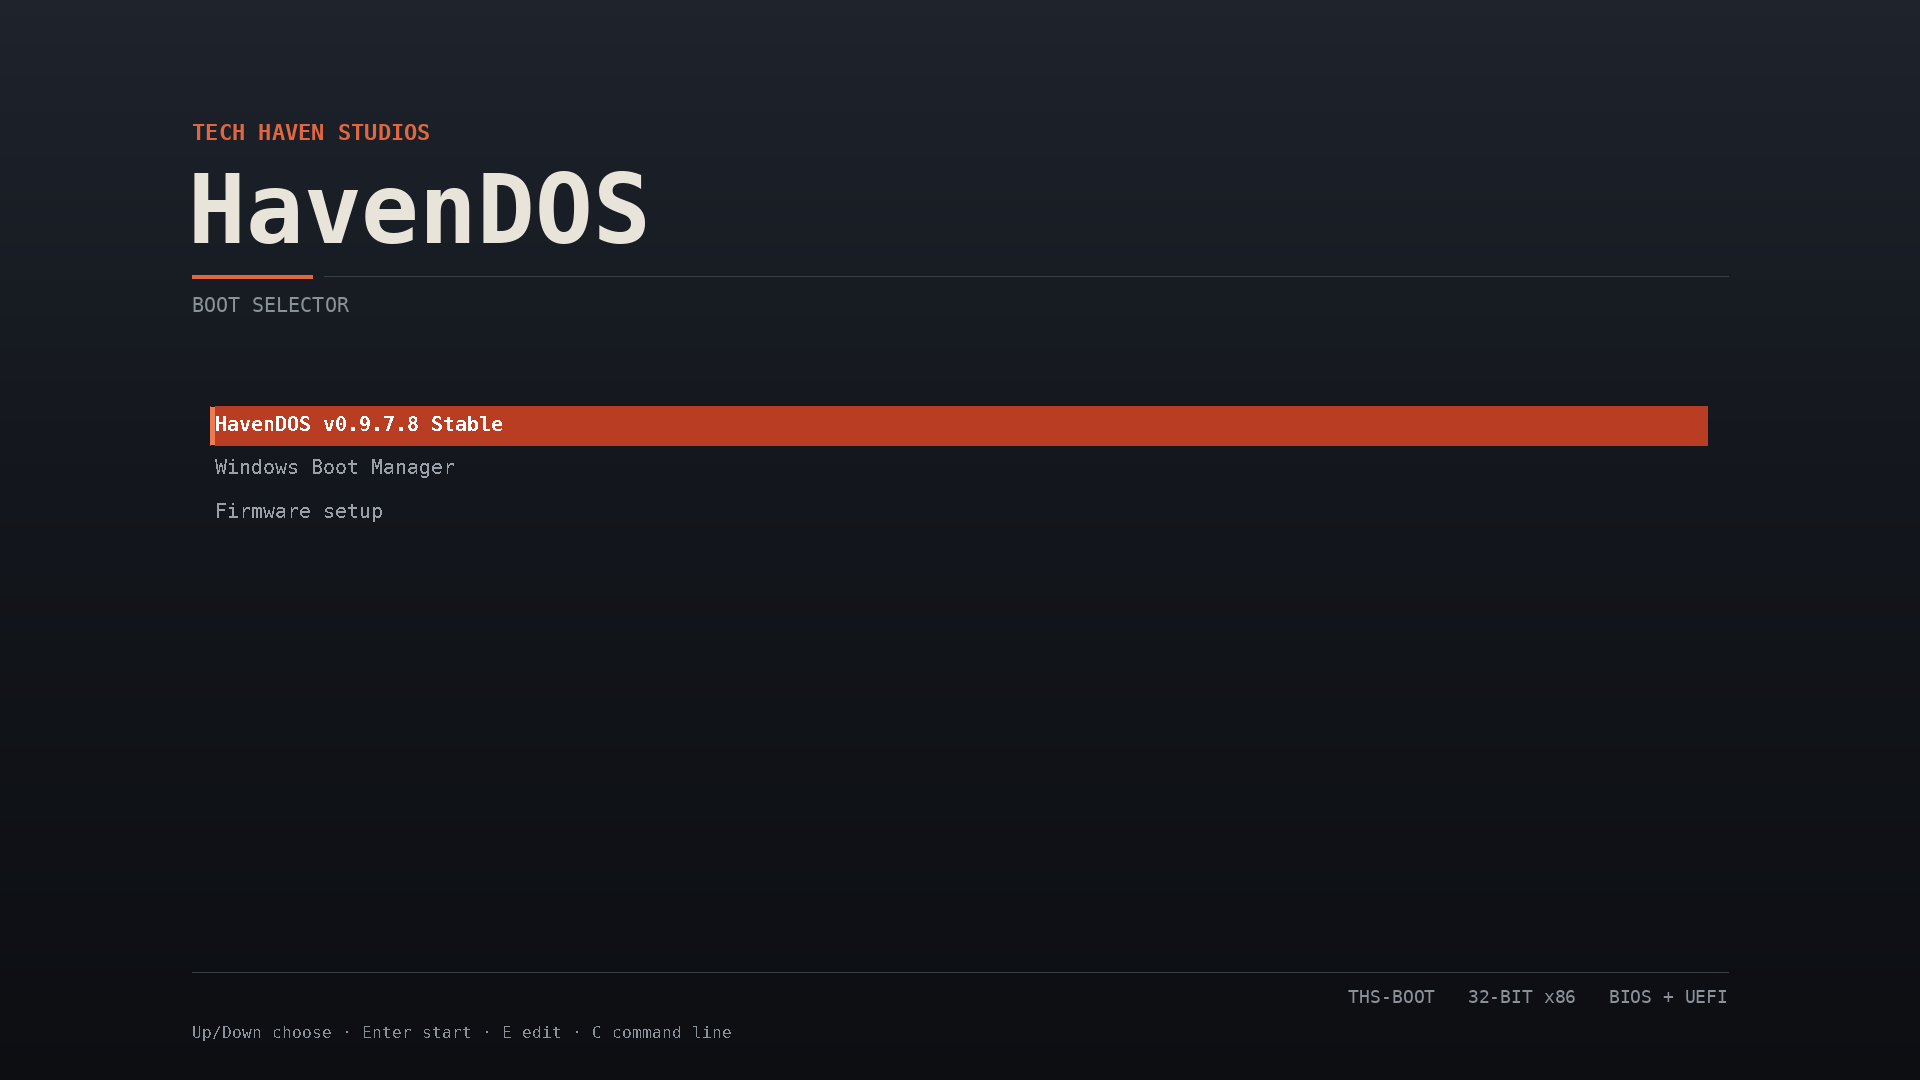 TECH HAVEN STUDIOS
HavenDOS
BOOT SELECTOR
HavenDOS v0.9.7.8 Stable
Windows Boot Manager
Firmware setup
THS-BOOT 32-BIT x86 BIOS + UEFI
Up/Down choose · Enter start · E edit · C command line